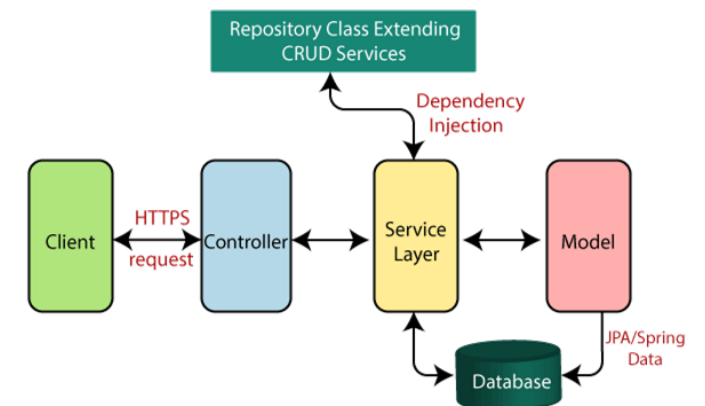 Repository Class Extending
CRUD Services
Dependency
Injection
HTTPS
request
Client
Controller
Service
Layer
Model
JPA/Spring
Data
Database